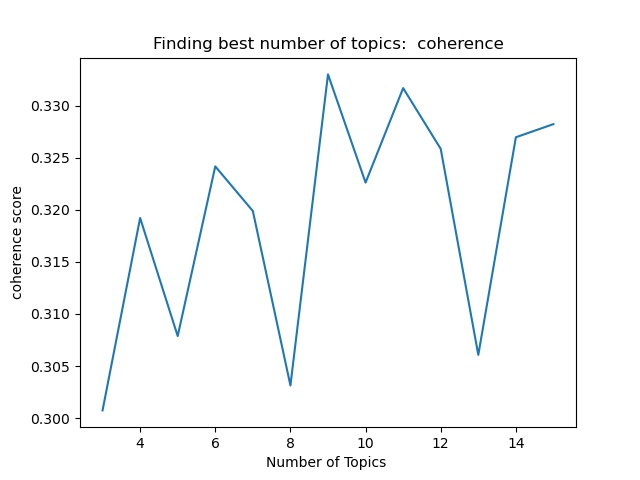 Finding best number of topics:  coherence
coherence score
0.330
0.325
0.320
0.315
0.310
0.305
0.300
4 6 8 10 12 14
Number of Topics